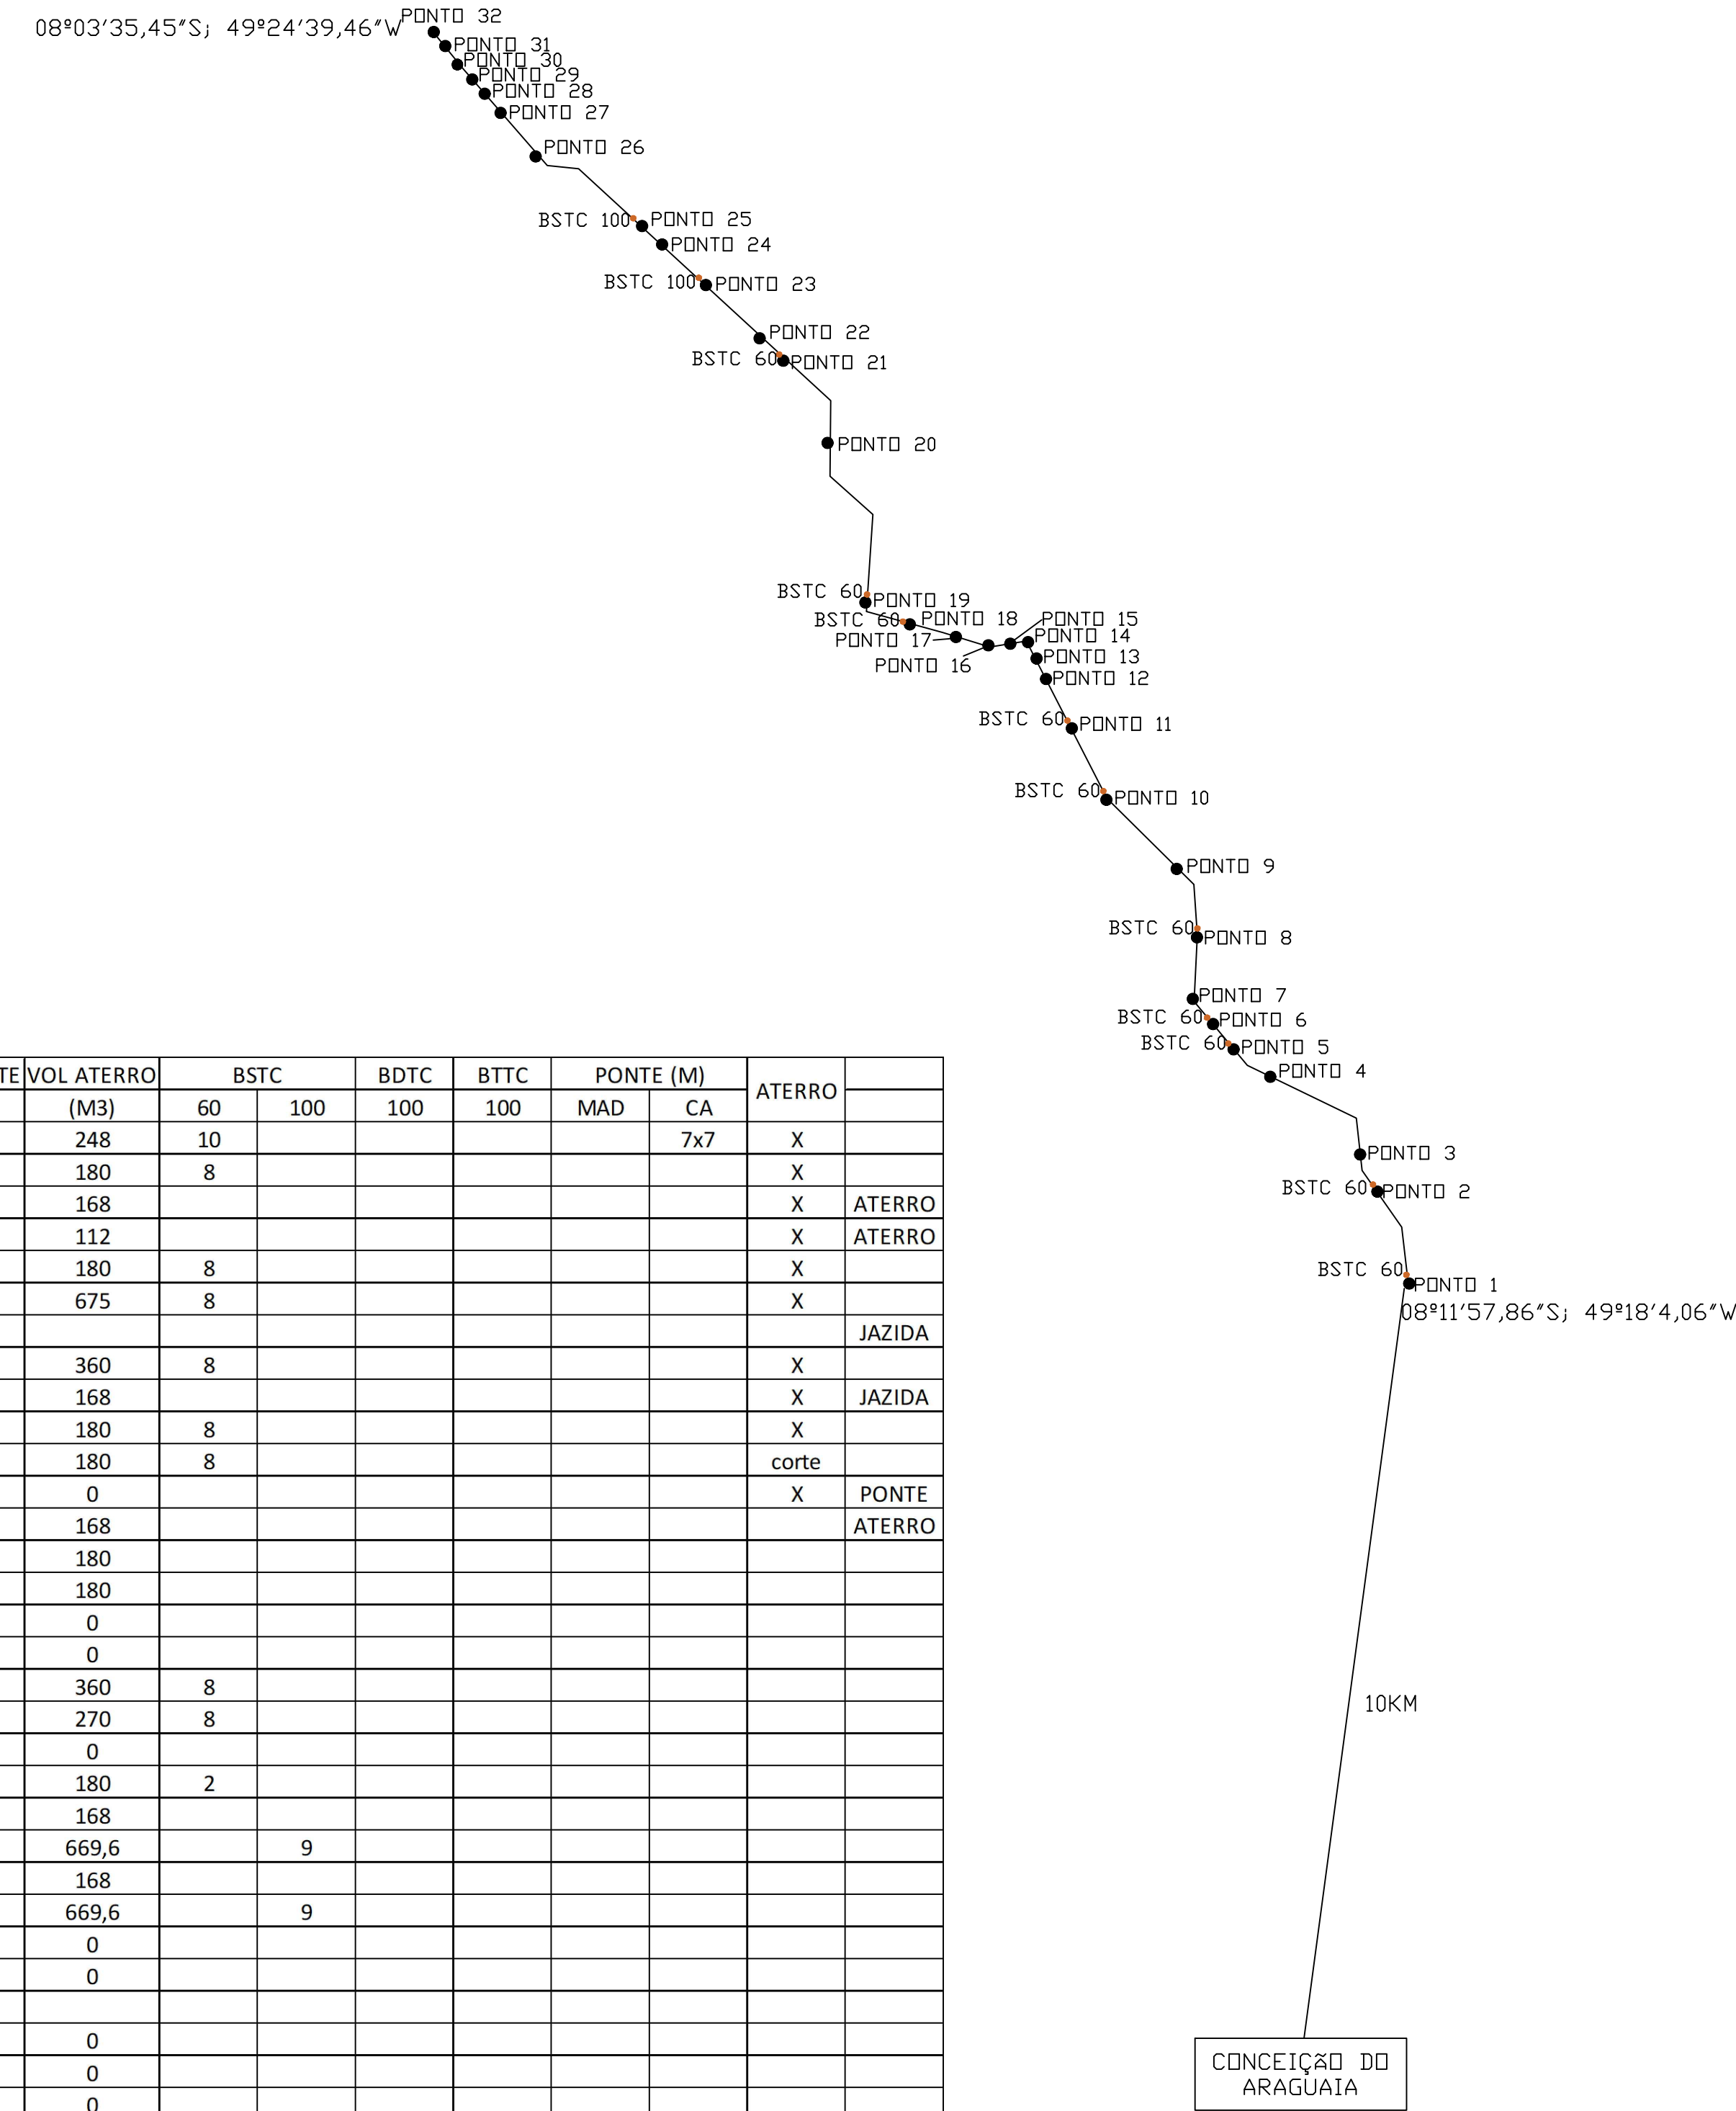 PONTO 32
08º03'35,45"S; 49º24'39,46"W
PONTO 31
PONTO 30
PONTO 29
PONTO 28
PONTO 27
PONTO 26
BSTC 100 PONTO 25
PONTO 24
BSTC 100 PONTO 23
PONTO 22
BSTC 60 PONTO 21
PONTO 20
BSTC 60 PONTO 19
BSTC 60 PONTO 18
PONTO 15
PONTO 17
PONTO 14
PONTO 16
PONTO 13
PONTO 12
BSTC 60 PONTO 11
BSTC 60 PONTO 10
PONTO 9
BSTC 60 PONTO 8
PONTO 7
BSTC 60 PONTO 6
BSTC 60 PONTO 5
PONTO 4
PONTO 3
BSTC 60 PONTO 2
BSTC 60 PONTO 1
08º11'57,86"S; 49º18'4,06"W
10KM
CONCEIÇÃO DO
ARAGUAIA
TE VOL ATERRO BSTC BDTC BTTC PONTE (M) ATERRO
(M3) 60 100 100 100 MAD CA
248 10 7x7 X
180 8 X
168 X ATERRO
112 X ATERRO
180 8 X
675 8 X
JAZIDA
360 8 X
168 X JAZIDA
180 8 X
180 8 corte
0 X PONTE
168 ATERRO
180
180
0
0
360 8
270 8
0
180 2
168
669,6 9
168
669,6 9
0
0
0
0
0